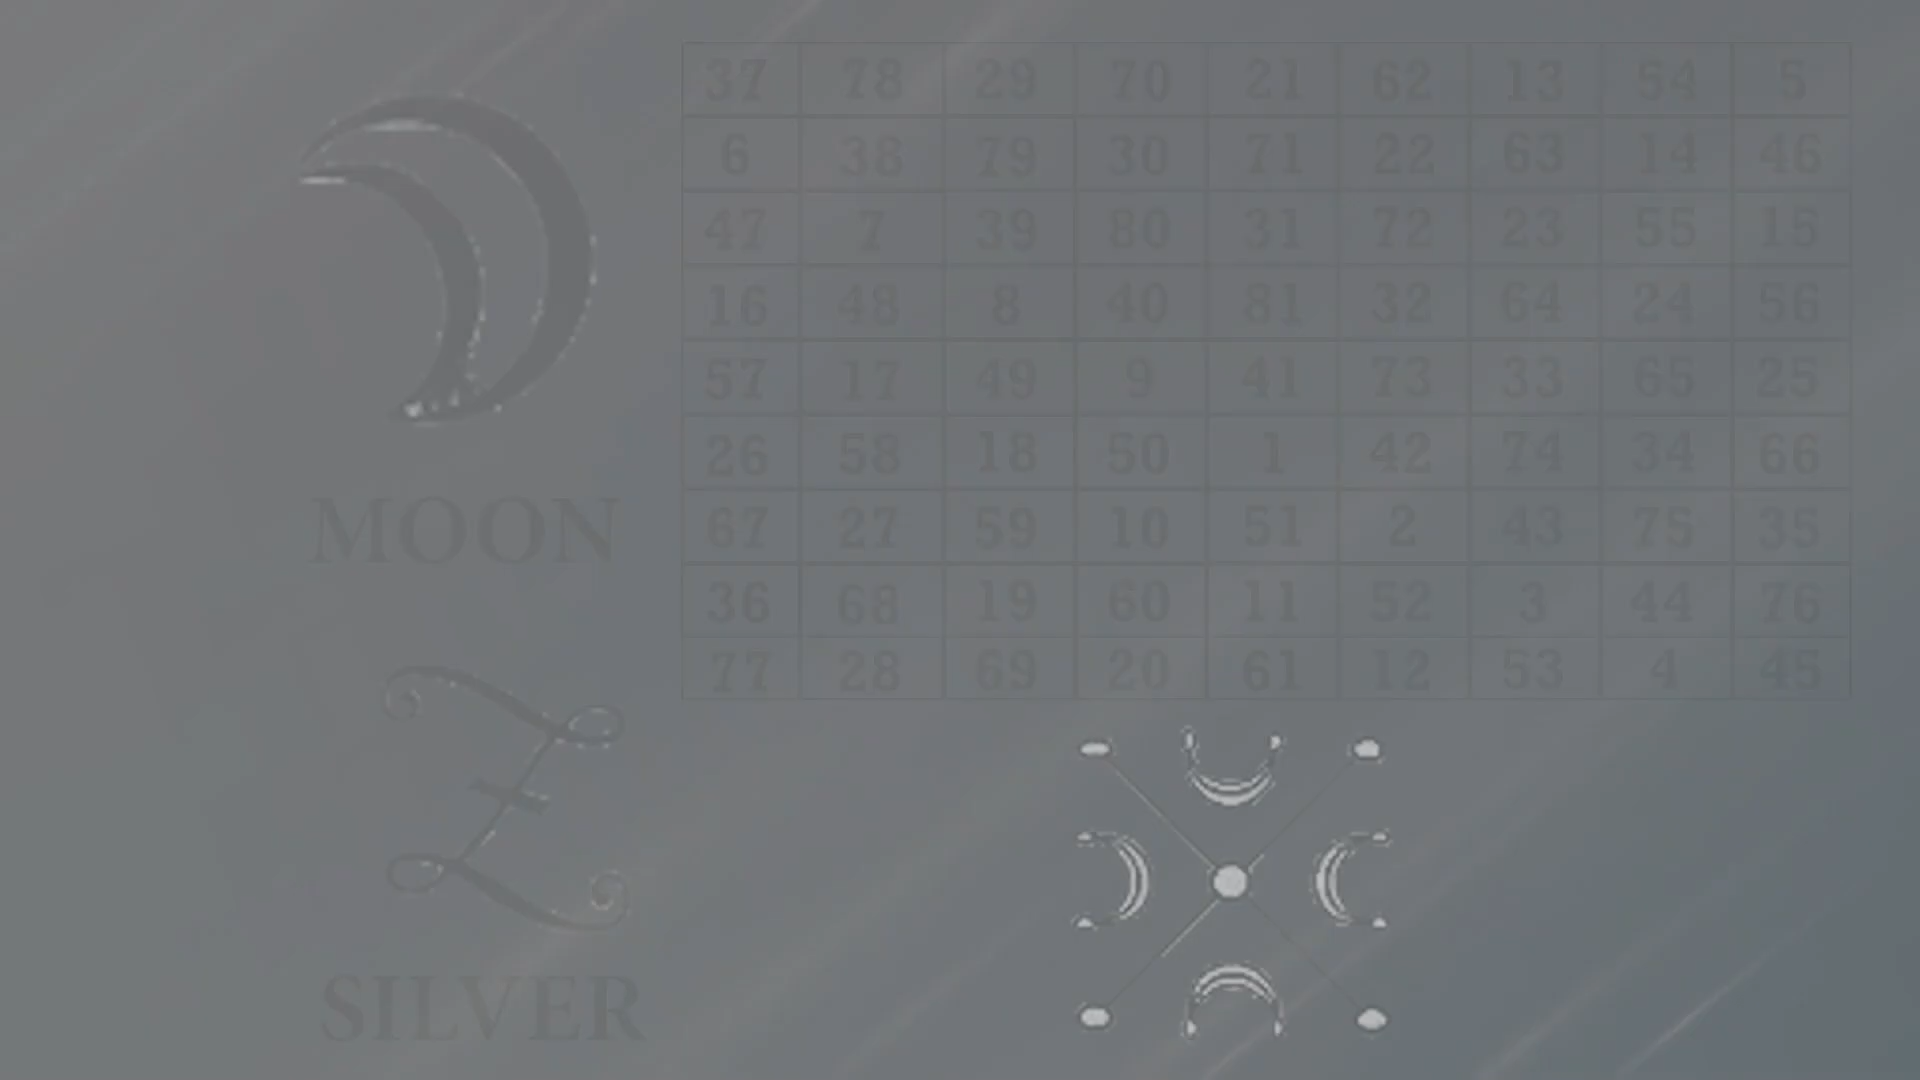 37 78 29 70 21 62 13 54 5
6 38 79 30 71 22 63 14 46
47 7 39 80 31 72 23 55 15
16 48 8 40 81 32 64 24 56
57 17 49 9 41 73 33 65 25
26 58 18 50 1 42 74 34 66
67 27 59 10 51 2 43 75 35
36 68 19 60 11 52 3 44 76
77 28 69 20 61 12 53 4 45
MOON
SILVER